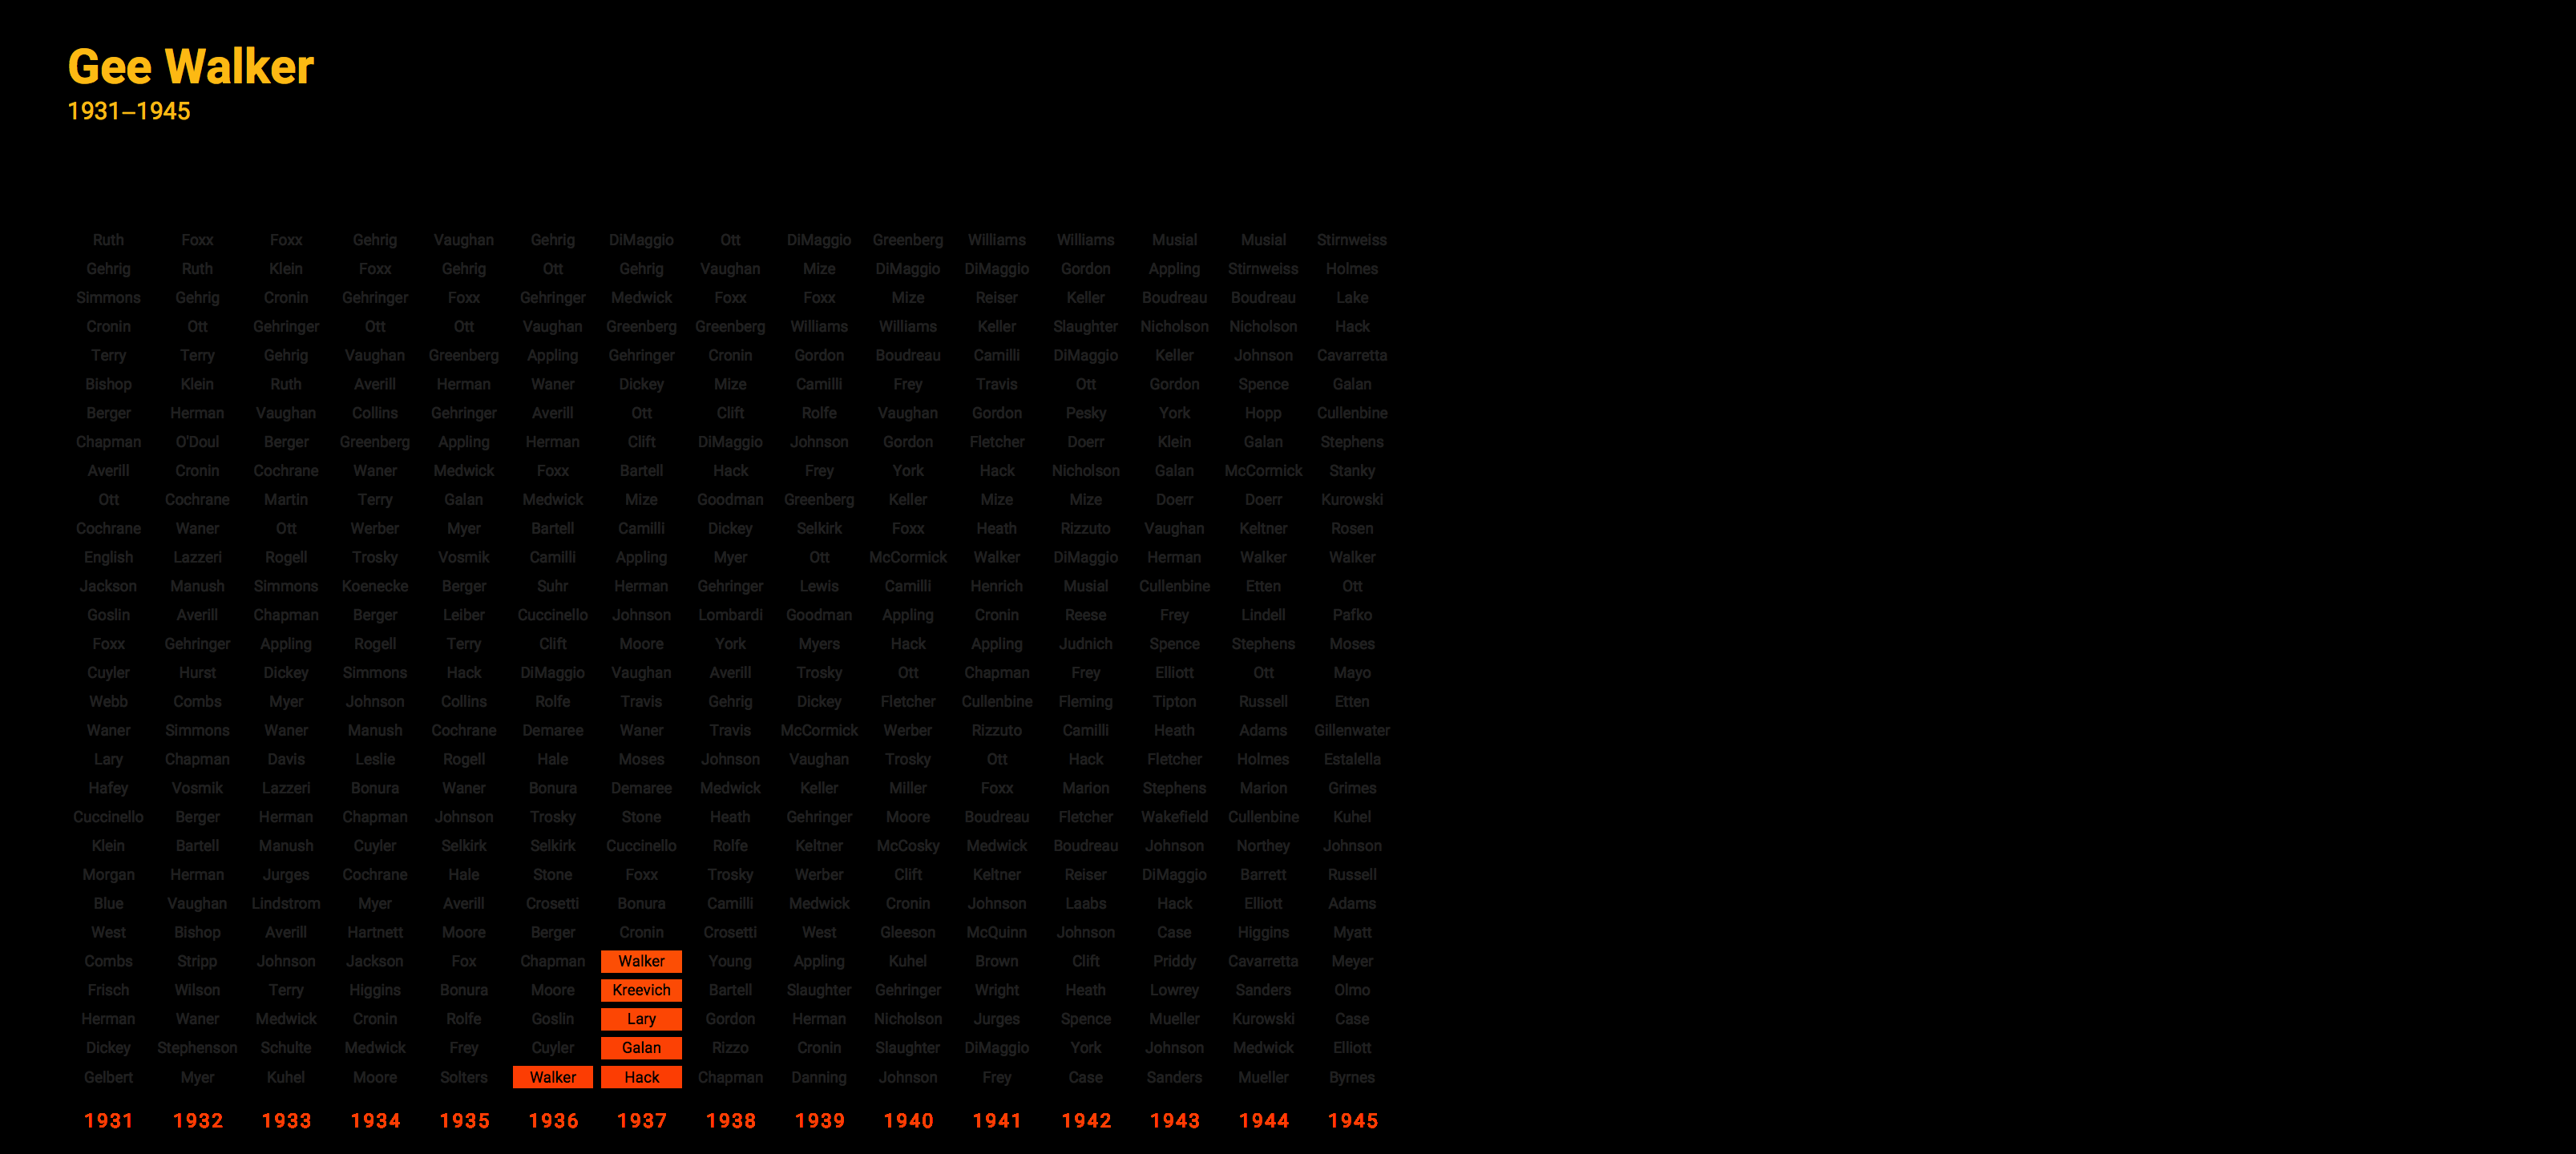 Gee Walker
1931–1945
Ruth Foxx Foxx Gehrig Vaughan Gehrig DiMaggio Ott DiMaggio Greenberg Williams Williams Musial Musial Stirnweiss
Gehrig Ruth Klein Foxx Gehrig Ott Gehrig Vaughan Mize DiMaggio DiMaggio Gordon Appling Stirnweiss Holmes
Simmons Gehrig Cronin Gehringer Foxx Gehringer Medwick Foxx Foxx Mize Reiser Keller Boudreau Boudreau Lake
Cronin Ott Gehringer Ott Ott Vaughan Greenberg Greenberg Williams Williams Keller Slaughter Nicholson Nicholson Hack
Terry Terry Gehrig Vaughan Greenberg Appling Gehringer Cronin Gordon Boudreau Camilli DiMaggio Keller Johnson Cavarretta
Bishop Klein Ruth Averill Herman Waner Dickey Mize Camilli Frey Travis Ott Gordon Spence Galan
Berger Herman Vaughan Collins Gehringer Averill Ott Clift Rolfe Vaughan Gordon Pesky York Hopp Cullenbine
Chapman O'Doul Berger Greenberg Appling Herman Clift DiMaggio Johnson Gordon Fletcher Doerr Klein Galan Stephens
Averill Cronin Cochrane Waner Medwick Foxx Bartell Hack Frey York Hack Nicholson Galan McCormick Stanky
Ott Cochrane Martin Terry Galan Medwick Mize Goodman Greenberg Keller Mize Mize Doerr Doerr Kurowski
Cochrane Waner Ott Werber Myer Bartell Camilli Dickey Selkirk Foxx Heath Rizzuto Vaughan Keltner Rosen
English Lazzeri Rogell Trosky Vosmik Camilli Appling Myer Ott McCormick Walker DiMaggio Herman Walker Walker
Jackson Manush Simmons Koenecke Berger Suhr Herman Gehringer Lewis Camilli Henrich Musial Cullenbine Etten Ott
Goslin Averill Chapman Berger Leiber Cuccinello Johnson Lombardi Goodman Appling Cronin Reese Frey Lindell Pafko
Foxx Gehringer Appling Rogell Terry Clift Moore York Myers Hack Appling Judnich Spence Stephens Moses
Cuyler Hurst Dickey Simmons Hack DiMaggio Vaughan Averill Trosky Ott Chapman Frey Elliott Ott Mayo
Webb Combs Myer Johnson Collins Rolfe Travis Gehrig Dickey Fletcher Cullenbine Fleming Tipton Russell Etten
Waner Simmons Waner Manush Cochrane Demaree Waner Travis McCormick Werber Rizzuto Camilli Heath Adams Gillenwater
Lary Chapman Davis Leslie Rogell Hale Moses Johnson Vaughan Trosky Ott Hack Fletcher Holmes Estalella
Hafey Vosmik Lazzeri Bonura Waner Bonura Demaree Medwick Keller Miller Foxx Marion Stephens Marion Grimes
Cuccinello Berger Herman Chapman Johnson Trosky Stone Heath Gehringer Moore Boudreau Fletcher Wakefield Cullenbine Kuhel
Klein Bartell Manush Cuyler Selkirk Selkirk Cuccinello Rolfe Keltner McCosky Medwick Boudreau Johnson Northey Johnson
Morgan Herman Jurges Cochrane Hale Stone Foxx Trosky Werber Clift Keltner Reiser DiMaggio Barrett Russell
Blue Vaughan Lindstrom Myer Averill Crosetti Bonura Camilli Medwick Cronin Johnson Laabs Hack Elliott Adams
West Bishop Averill Hartnett Moore Berger Cronin Crosetti West Gleeson McQuinn Johnson Case Higgins Myatt
Combs Stripp Johnson Jackson Fox Chapman Walker Young Appling Kuhel Brown Clift Priddy Cavarretta Meyer
Frisch Wilson Terry Higgins Bonura Moore Kreevich Bartell Slaughter Gehringer Wright Heath Lowrey Sanders Olmo
Herman Waner Medwick Cronin Rolfe Goslin Lary Gordon Herman Nicholson Jurges Spence Mueller Kurowski Case
Dickey Stephenson Schulte Medwick Frey Cuyler Galan Rizzo Cronin Slaughter DiMaggio York Johnson Medwick Elliott
Gelbert Myer Kuhel Moore Solters Walker Hack Chapman Danning Johnson Frey Case Sanders Mueller Byrnes
1931 1932 1933 1934 1935 1936 1937 1938 1939 1940 1941 1942 1943 1944 1945